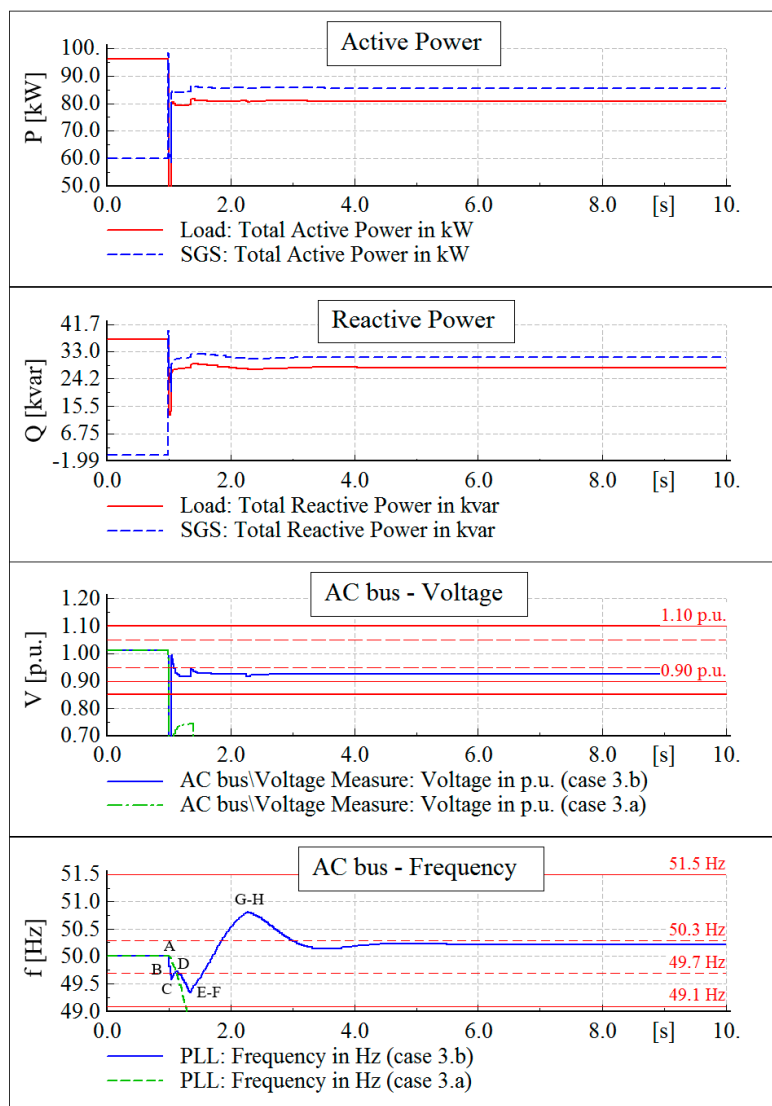 Active Power
P [kW]
100.
90.0
80.0
70.0
60.0
50.0
0.0 2.0 4.0 6.0 8.0 [s] 10.
Load: Total Active Power in kW
SGS: Total Active Power in kW
Reactive Power
Q [kvar]
41.7
33.0
24.2
15.5
6.75
-1.99
0.0 2.0 4.0 6.0 8.0 [s] 10.
Load: Total Reactive Power in kvar
SGS: Total Reactive Power in kvar
AC bus - Voltage
V [p.u.]
1.20
1.10
1.00
0.90
0.80
0.70
1.10 p.u.
0.90 p.u.
0.0 2.0 4.0 6.0 8.0 [s] 10.
AC bus\Voltage Measure: Voltage in p.u. (case 3.b)
AC bus\Voltage Measure: Voltage in p.u. (case 3.a)
AC bus - Frequency
f [Hz]
51.5
51.0
50.5
50.0
49.5
49.0
51.5 Hz
50.3 Hz
49.7 Hz
49.1 Hz
G-H
A
B
D
C
E-F
0.0 2.0 4.0 6.0 8.0 [s] 10.
PLL: Frequency in Hz (case 3.b)
PLL: Frequency in Hz (case 3.a)